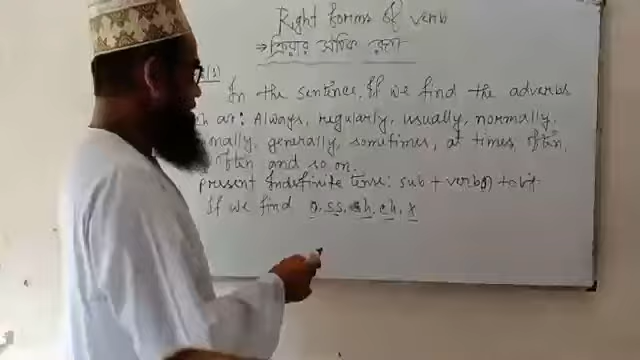 Right forms of verb
⇒ ক্রিয়ার সঠিক রূপ
In the sentence, If we find the adverbs
as: Always, regularly, usually, normally,
generally, sometimes, at times, often,
often and so on.
present Indefinite tense: sub + verb(s) +
If we find o, ss, sh, ch, x